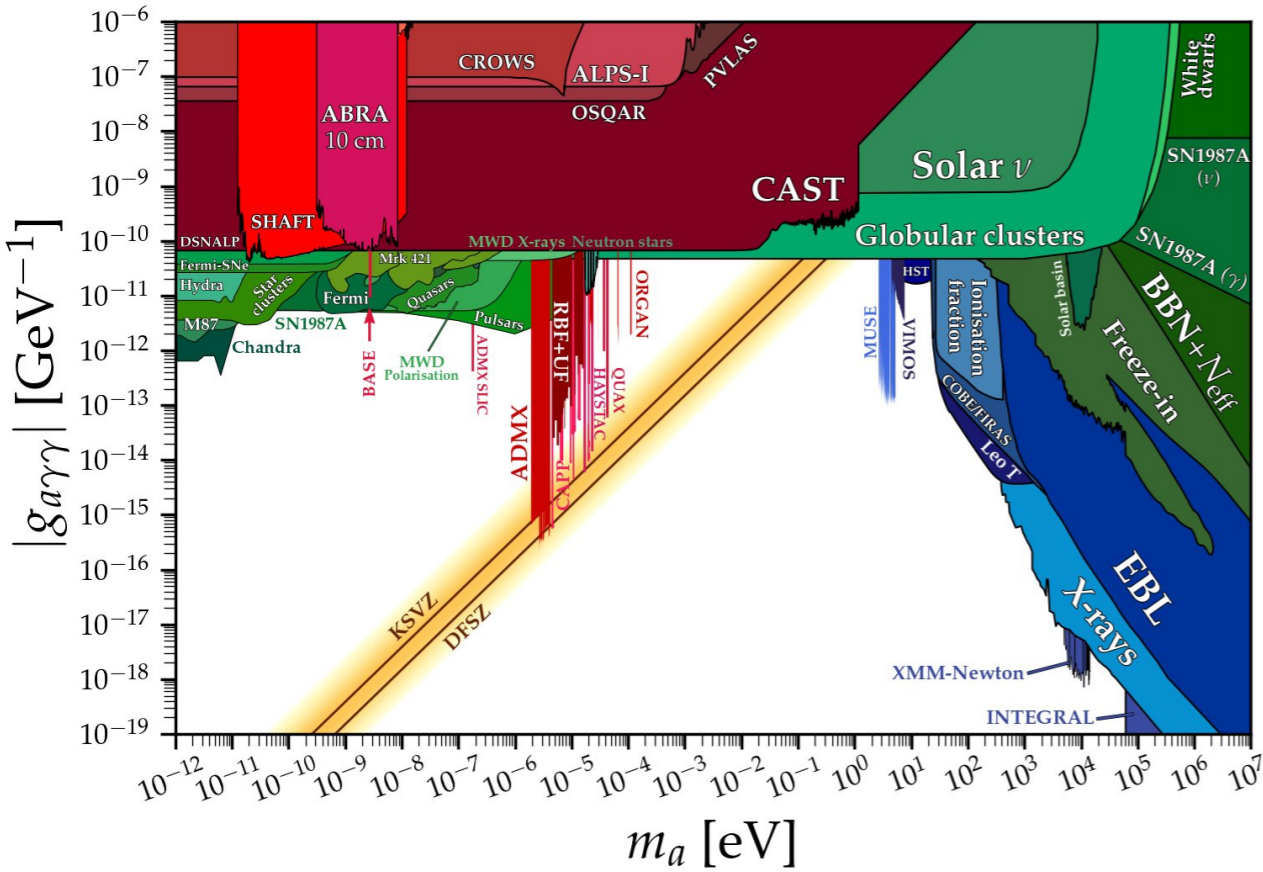 10⁻⁶
10⁻⁷
10⁻⁸
10⁻⁹
10⁻¹⁰
10⁻¹¹
10⁻¹²
10⁻¹³
10⁻¹⁴
10⁻¹⁵
10⁻¹⁶
10⁻¹⁷
10⁻¹⁸
10⁻¹⁹
|gₐγγ| [GeV⁻¹]
CROWS
ALPS-I
PVLAS
OSQAR
ABRA
10 cm
SHAFT
CAST
Solar ν
Globular clusters
White
dwarfs
SN1987A
(ν)
SN1987A (γ)
DSNALP
Fermi-SNe
Hydra
M87
Chandra
Star
clusters
Mrk 421
Fermi
SN1987A
Quasars
Pulsars
MWD X-rays
Neutron stars
BASE
MWD
Polarisation
ADMX SLIC
ADMX
RBF+UF
CAPP
HAYSTAC
QUAX
ORGAN
KSVZ
DFSZ
MUSE
VIMOS
HST
Ionisation
fraction
COBE/FIRAS
Leo T
Solar basin
Freeze-in
BBN+Neff
EBL
X-rays
XMM-Newton
INTEGRAL
10⁻¹²
10⁻¹¹
10⁻¹⁰
10⁻⁹
10⁻⁸
10⁻⁷
10⁻⁶
10⁻⁵
10⁻⁴
10⁻³
10⁻²
10⁻¹
10⁰
10¹
10²
10³
10⁴
10⁵
10⁶
10⁷
mₐ [eV]